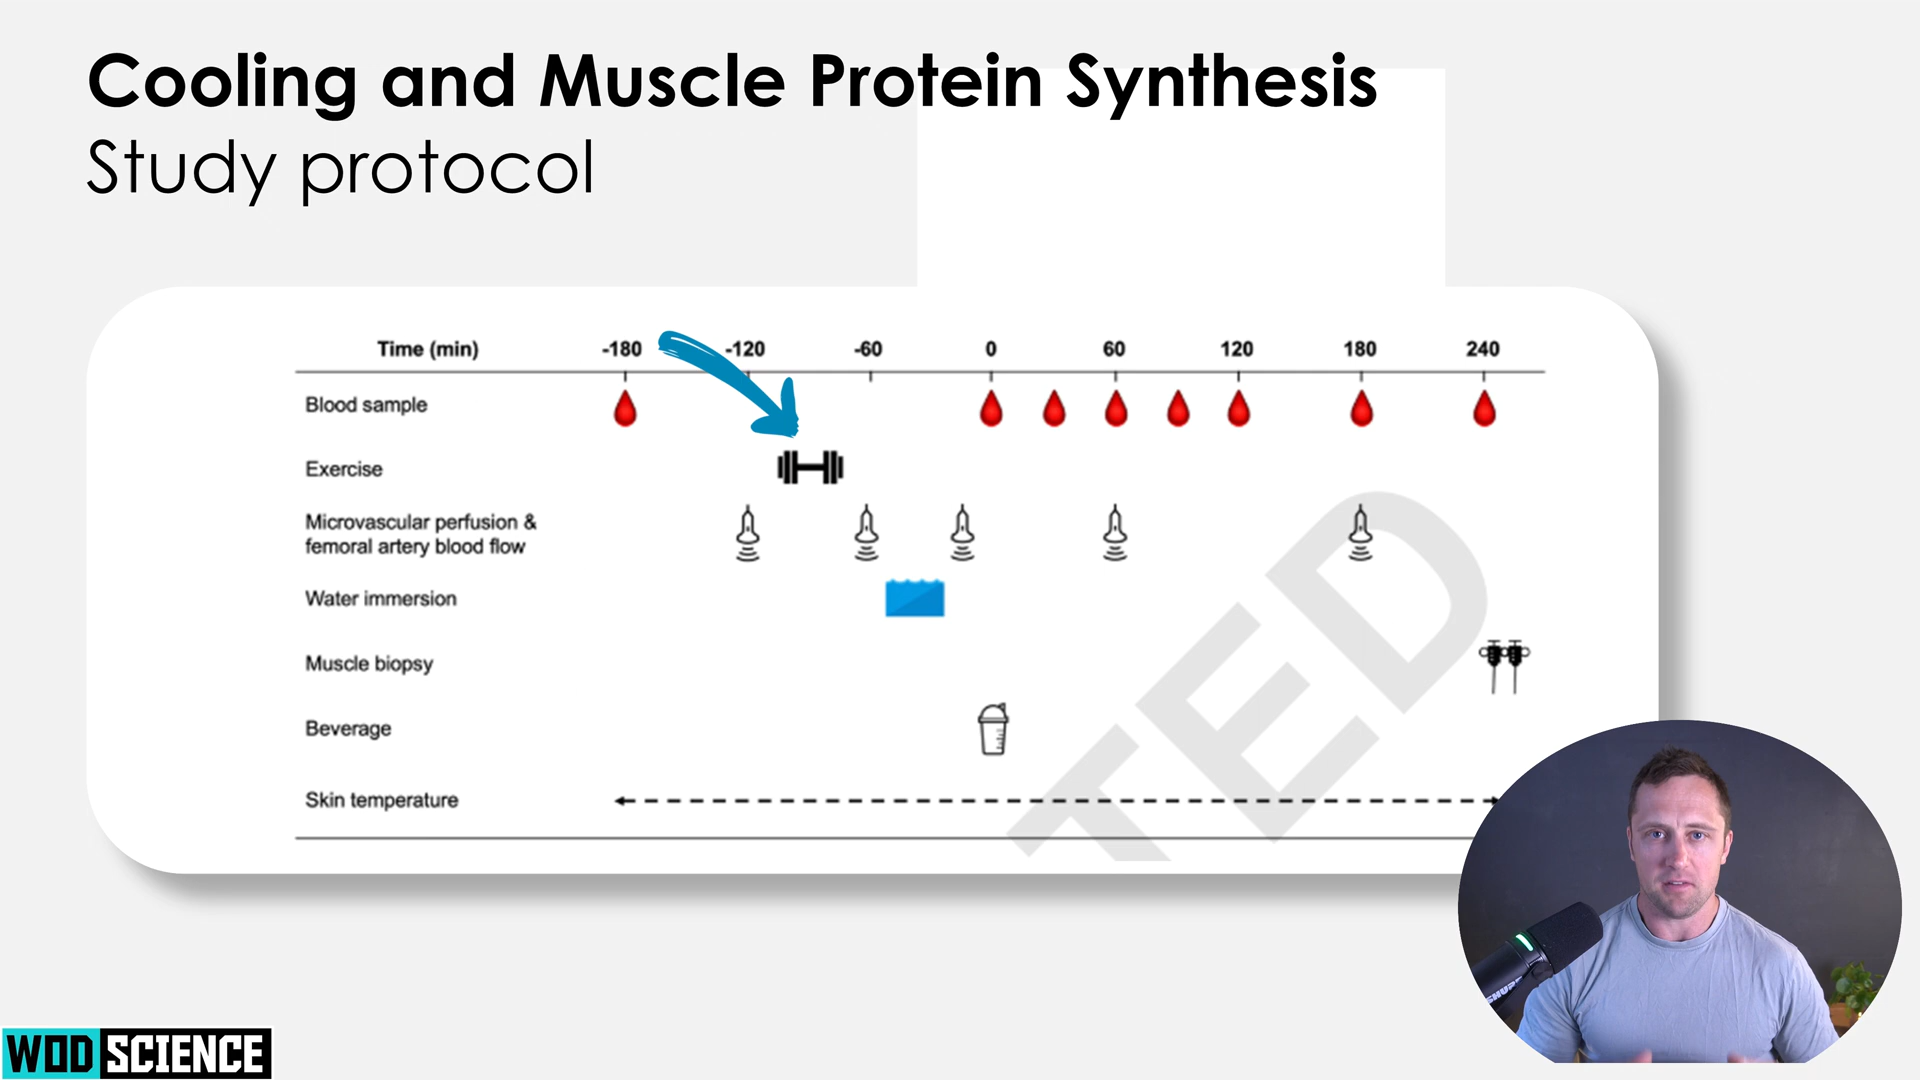 Cooling and Muscle Protein Synthesis
Study protocol
Time (min) -180 -120 -60 0 60 120 180 240
Blood sample
Exercise
Microvascular perfusion &
femoral artery blood flow
Water immersion
Muscle biopsy
Beverage
Skin temperature
TED
SHURE
WOD SCIENCE